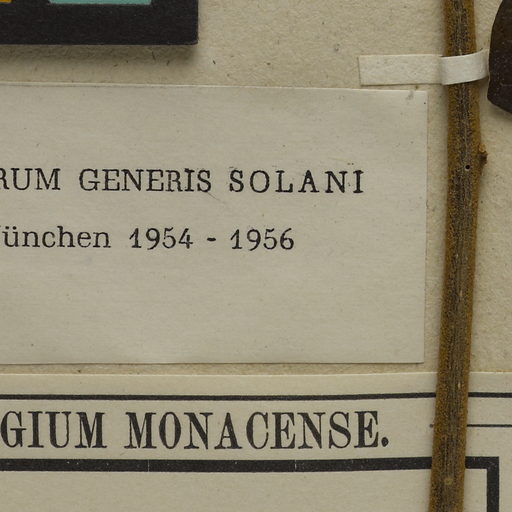 RUM GENERIS SOLANI
ünchen 1954 - 1956
GIUM MONACENSE.